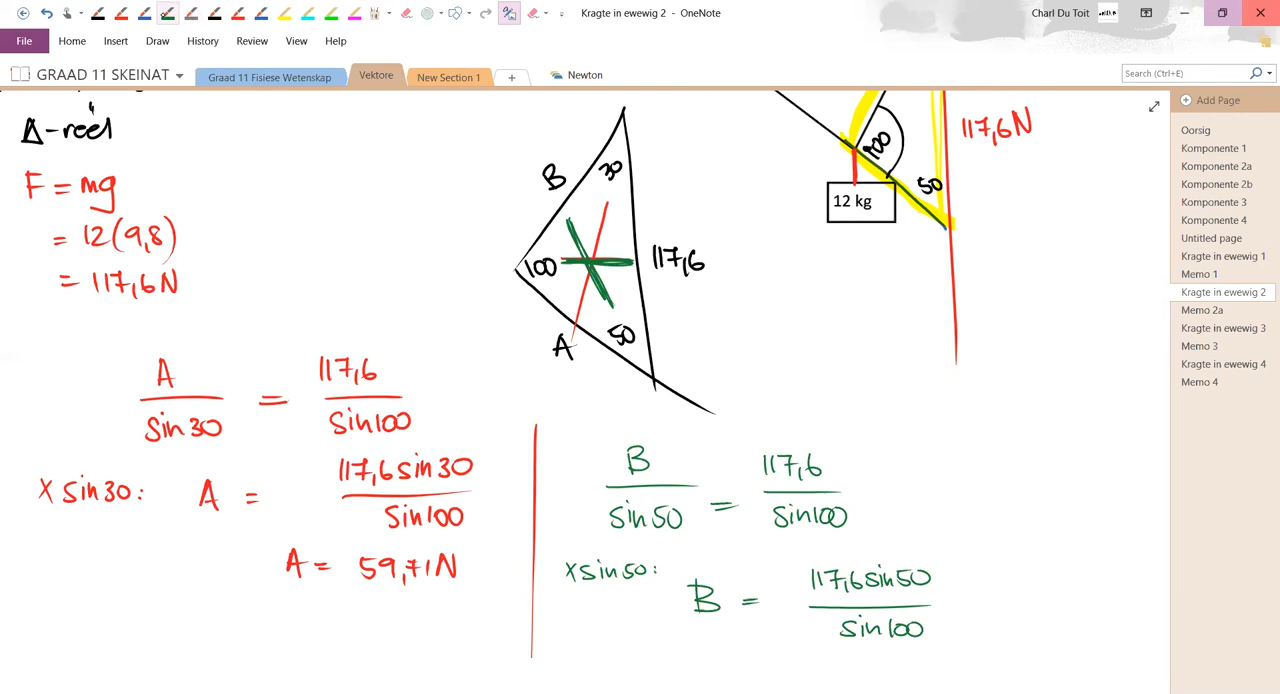 Kragte in ewewig 2 - OneNote
Charl Du Toit
File Home Insert Draw History Review View Help
GRAAD 11 SKEINAT
Graad 11 Fisiese Wetenskap
Vektore
New Section 1
Newton
Search (Ctrl+E)
Add Page
Oorsig
Komponente 1
Komponente 2a
Komponente 2b
Komponente 3
Komponente 4
Untitled page
Kragte in ewewig 1
Memo 1
Kragte in ewewig 2
Memo 2a
Kragte in ewewig 3
Memo 3
Kragte in ewewig 4
Memo 4
Δ-reël
F = mg
= 12(9,8)
= 117,6N
B
30
100
117,6
50
A
100
50
117,6N
12 kg
A/sin30 = 117,6/sin100
×sin30: A = 117,6sin30/sin100
A = 59,71N
B/sin50 = 117,6/sin100
×sin50:
B = 117,6sin50/sin100